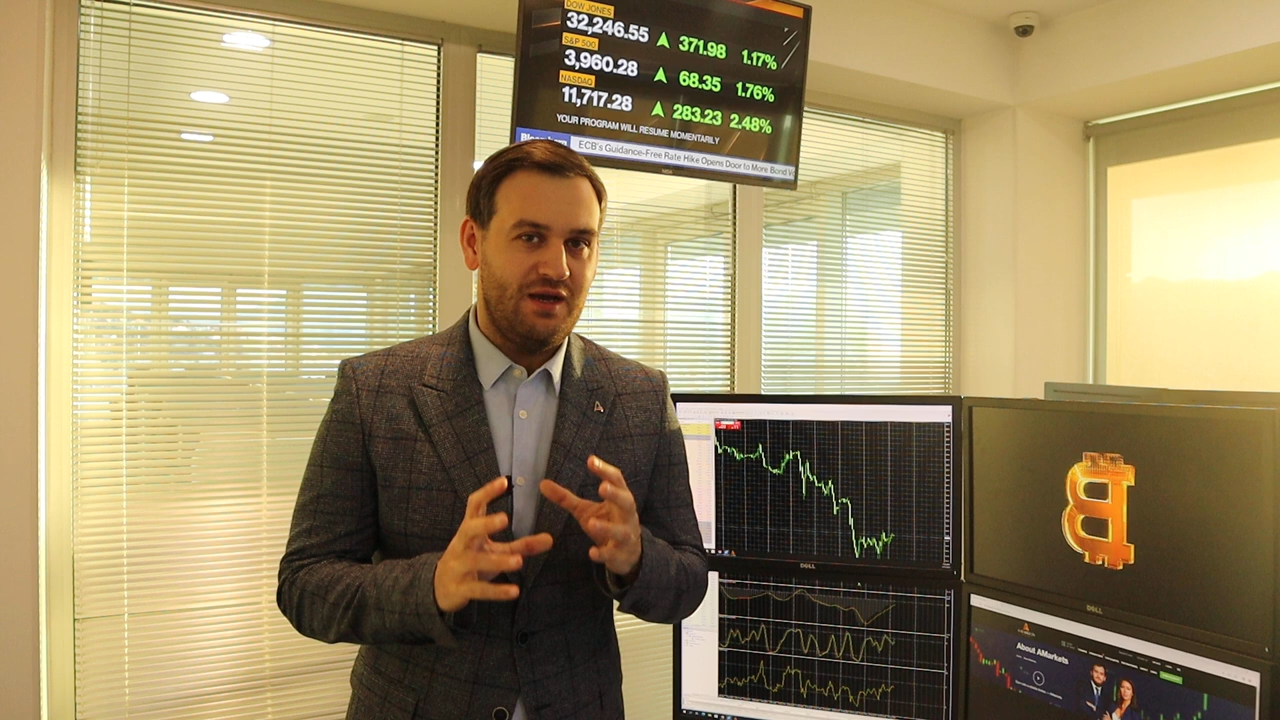 DOW JONES
32,246.55 371.98 1.17%
S&P 500
3,960.28 68.35 1.76%
NASDAQ
11,717.28 283.23 2.48%
YOUR PROGRAM WILL RESUME MOMENTARILY
Bloomberg ECB's Guidance-Free Rate Hike Opens Door to More Bond Vo
DELL
DELL
About AMarkets